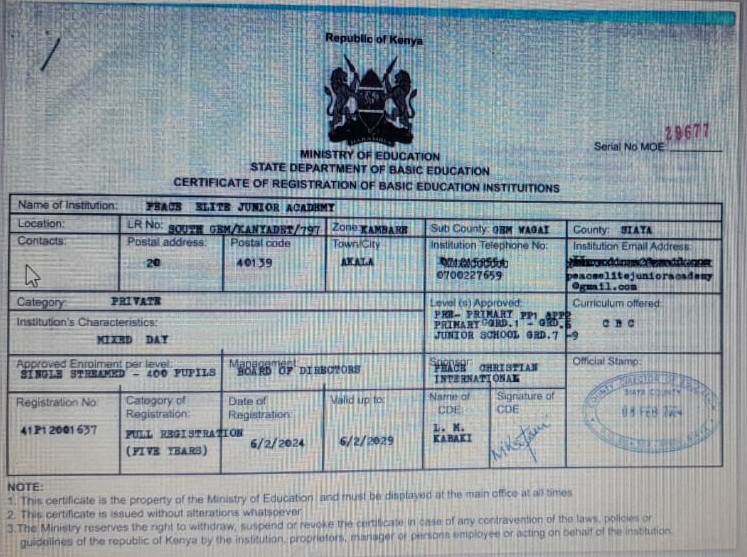 Republic of Kenya
29677
Serial No MOE
MINISTRY OF EDUCATION
STATE DEPARTMENT OF BASIC EDUCATION
CERTIFICATE OF REGISTRATION OF BASIC EDUCATION INSTITUITIONS
Name of Institution: PEACE ELITE JUNIOR ACADEMY
Location: LR No: SOUTH GEM/KANYADET/797 Zone: KAMBARE Sub County: GEM WAGAI County: SIAYA
Contacts: Postal address: Postal code Town/City Institution Telephone No: Institution Email Address:
20 40139 AKALA 0700227659 peaceelitejunioracademy
@gmail.com
Category: PRIVATE
Institution's Characteristics:
MIXED DAY
Level (s) Approved:
PRE- PRIMARY PP1 &PP2
PRIMARY GRD.1 - GRD.6
JUNIOR SCHOOL GRD.7 -9
Curriculum offered:
C B C
Approved Enrolment per level:
SINGLE STREAMED - 400 PUPILS
Management:
BOARD OF DIRECTORS
Sponsor:
PEACE CHRISTIAN
INTERNATIONAL
Official Stamp:
COUNTY DIRECTOR OF EDUCATION
SIAYA COUNTY
FEB
Registration No:
41P12001637
Category of
Registration:
FULL REGISTRATION
(FIVE YEARS)
Date of
Registration:
6/2/2024
Valid up to:
6/2/2029
Name of
CDE:
L. M.
KABAKI
Signature of
CDE
NOTE:
1. This certificate is the property of the Ministry of Education and must be displayed at the main office at all times
2. This certificate is issued without alterations whatsoever
3.The Ministry reserves the right to withdraw, suspend or revoke the certificate in case of any contravention of the laws, policies or
guidelines of the republic of Kenya by the institution, proprietors, manager or persons employee or acting on behalf of the institution.